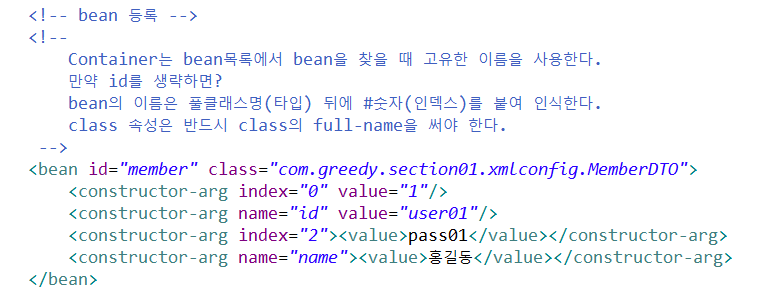 <!-- bean 등록 -->
<!--
Container는 bean목록에서 bean을 찾을 때 고유한 이름을 사용한다.
만약 id를 생략하면?
bean의 이름은 풀클래스명(타입) 뒤에 #숫자(인덱스)를 붙여 인식한다.
class 속성은 반드시 class의 full-name을 써야 한다.
-->
<bean id="member" class="com.greedy.section01.xmlconfig.MemberDTO">
<constructor-arg index="0" value="1"/>
<constructor-arg name="id" value="user01"/>
<constructor-arg index="2"><value>pass01</value></constructor-arg>
<constructor-arg name="name"><value>홍길동</value></constructor-arg>
</bean>